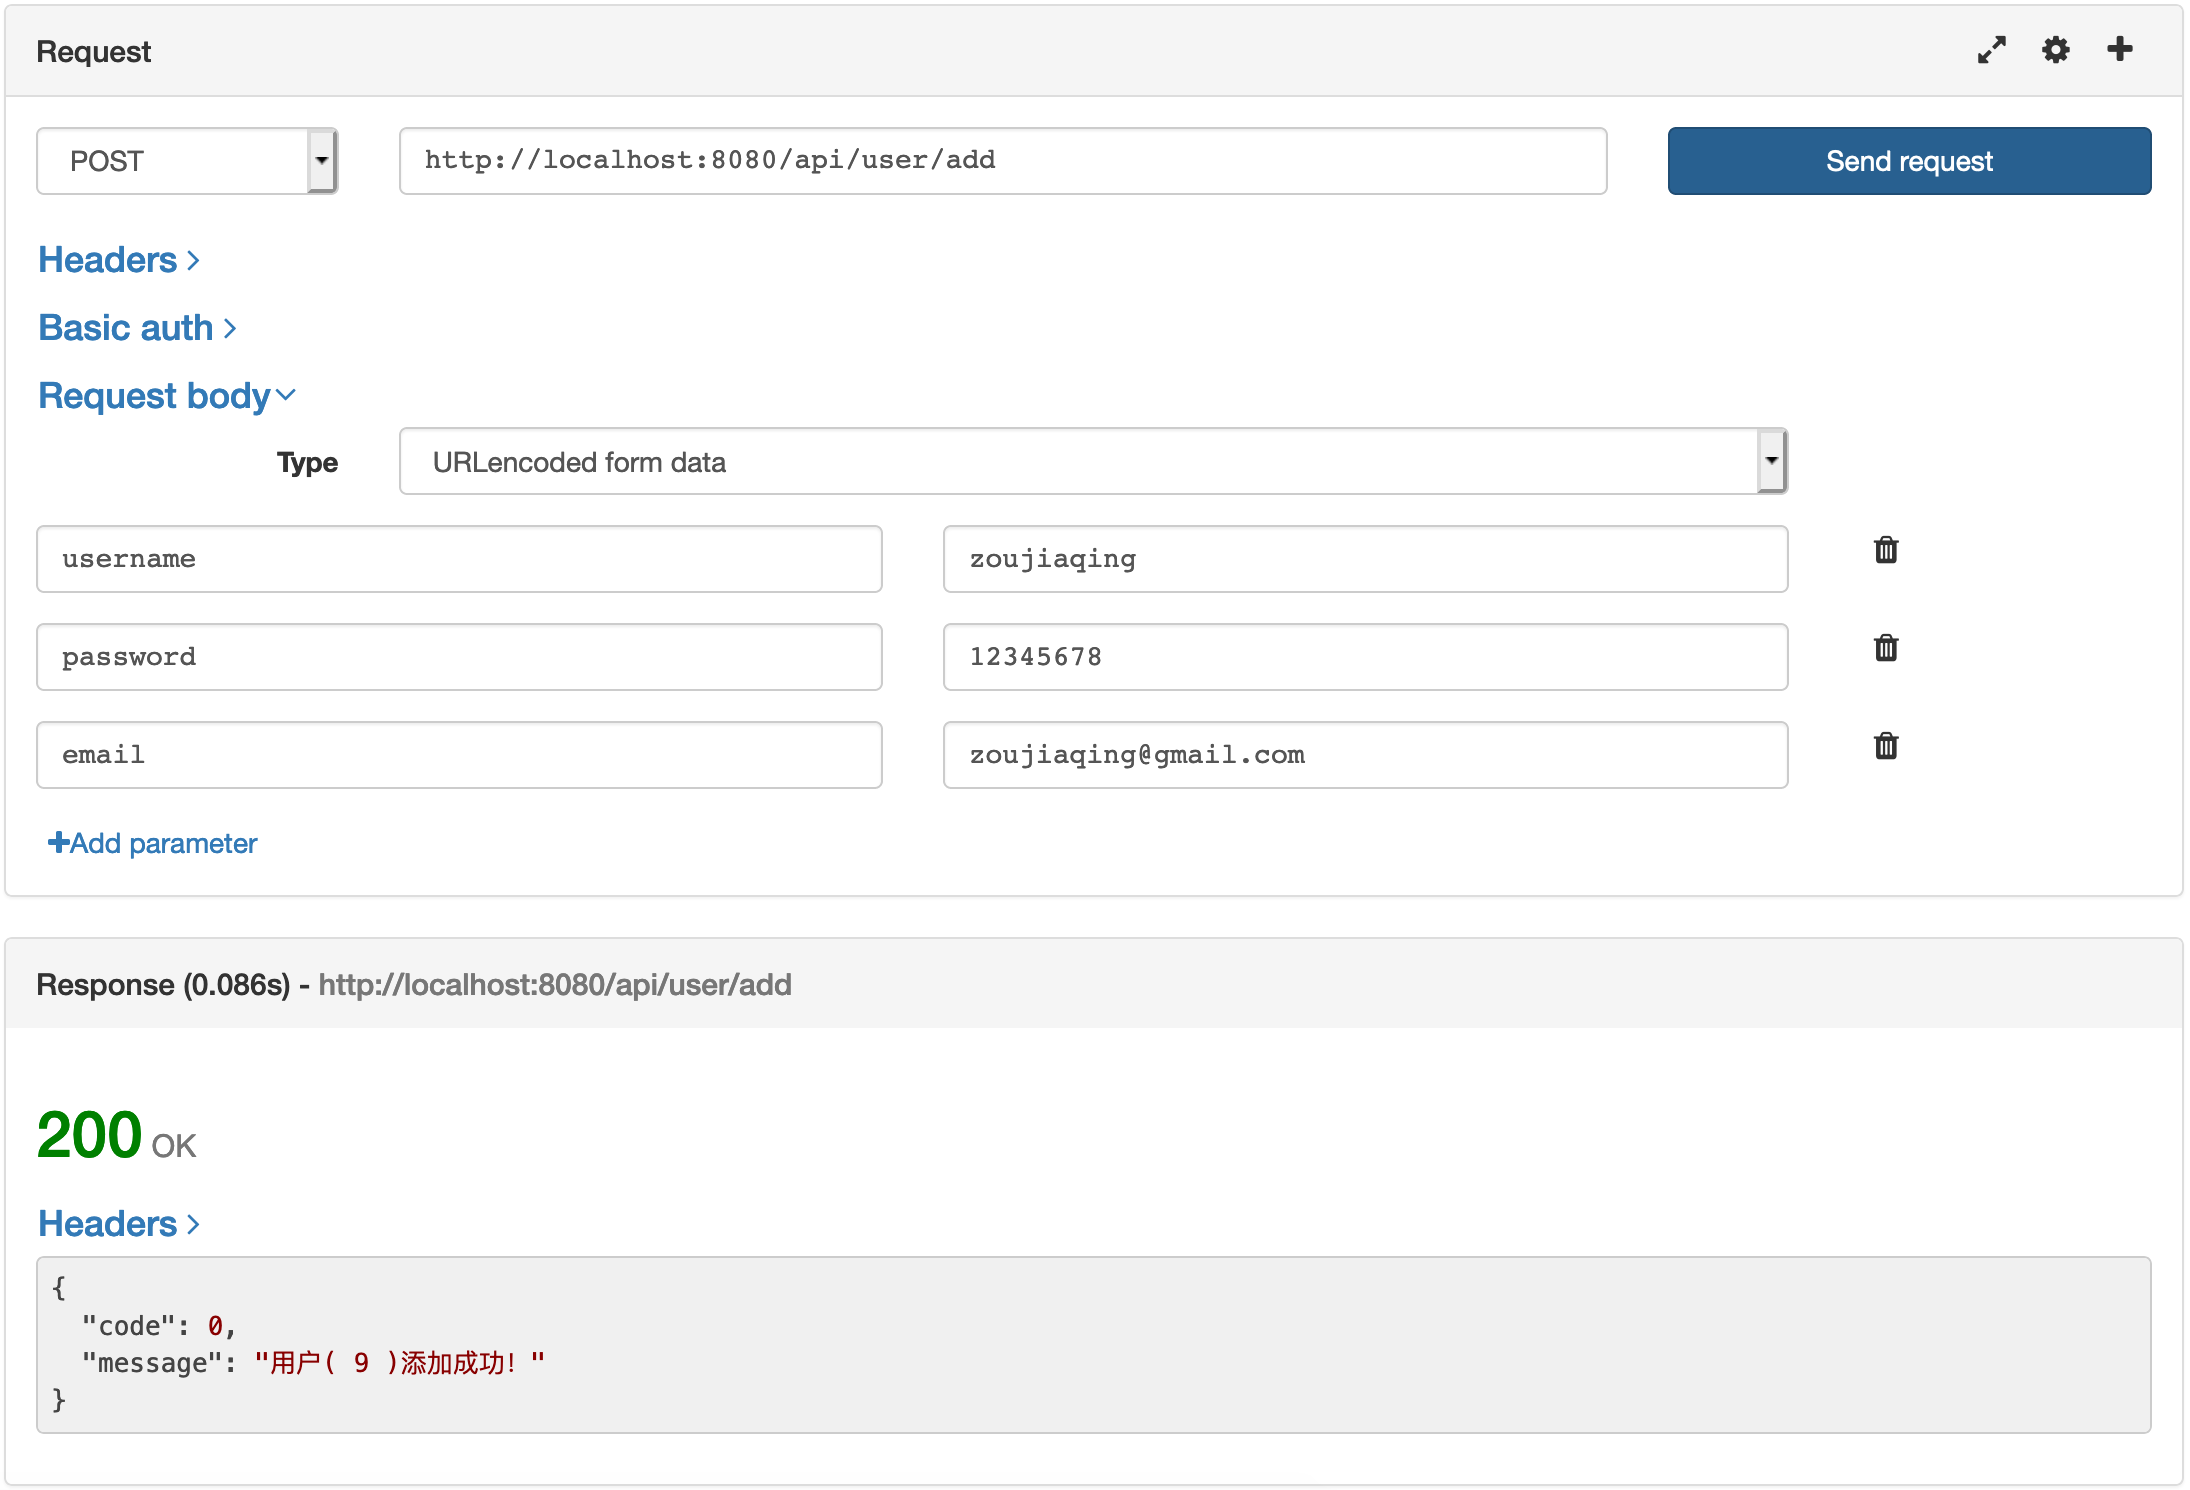 Request
POST
http://localhost:8080/api/user/add
Send request
Headers
Basic auth
Request body
Type
URLencoded form data
username
zoujiaqing
password
12345678
email
zoujiaqing@gmail.com
Add parameter
Response (0.086s) - http://localhost:8080/api/user/add
200 OK
Headers
{
"code": 0,
"message": "用户( 9 )添加成功！"
}